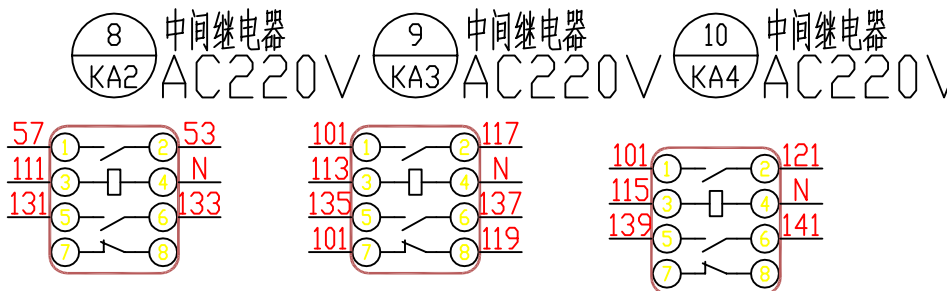 8 中间继电器 9 中间继电器 10 中间继电器
KA2 AC220V KA3 AC220V KA4 AC220V
57 1 2 53 101 1 2 117
111 3 4 N 113 3 4 N 101 1 2 121
131 5 6 133 135 5 6 137 115 3 4 N
7 8 101 7 8 119 139 5 6 141
7 8